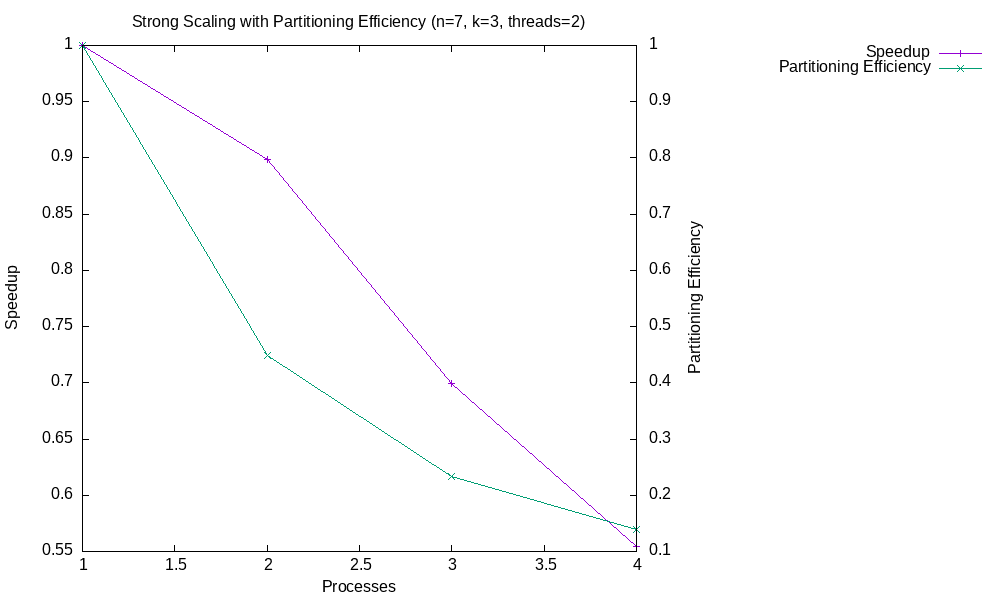 Strong Scaling with Partitioning Efficiency (n=7, k=3, threads=2)
Speedup
Partitioning Efficiency
1
0.95
0.9
0.85
0.8
0.75
0.7
0.65
0.6
0.55
1
0.9
0.8
0.7
0.6
0.5
0.4
0.3
0.2
0.1
Speedup
Partitioning Efficiency
1 1.5 2 2.5 3 3.5 4
Processes